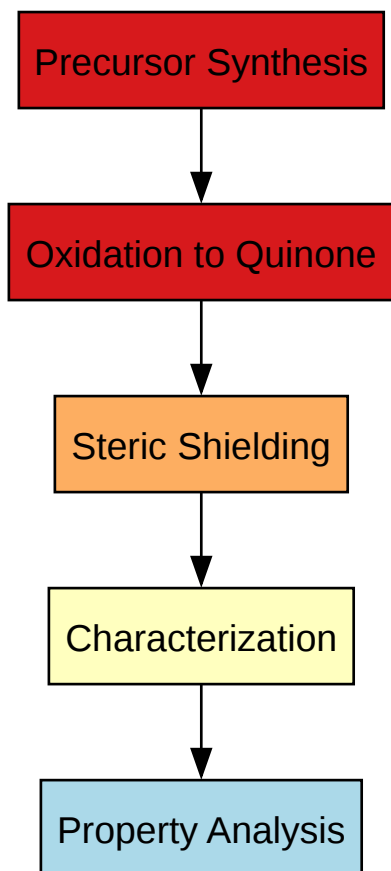 Precursor Synthesis
Oxidation to Quinone
Steric Shielding
Characterization
Property Analysis